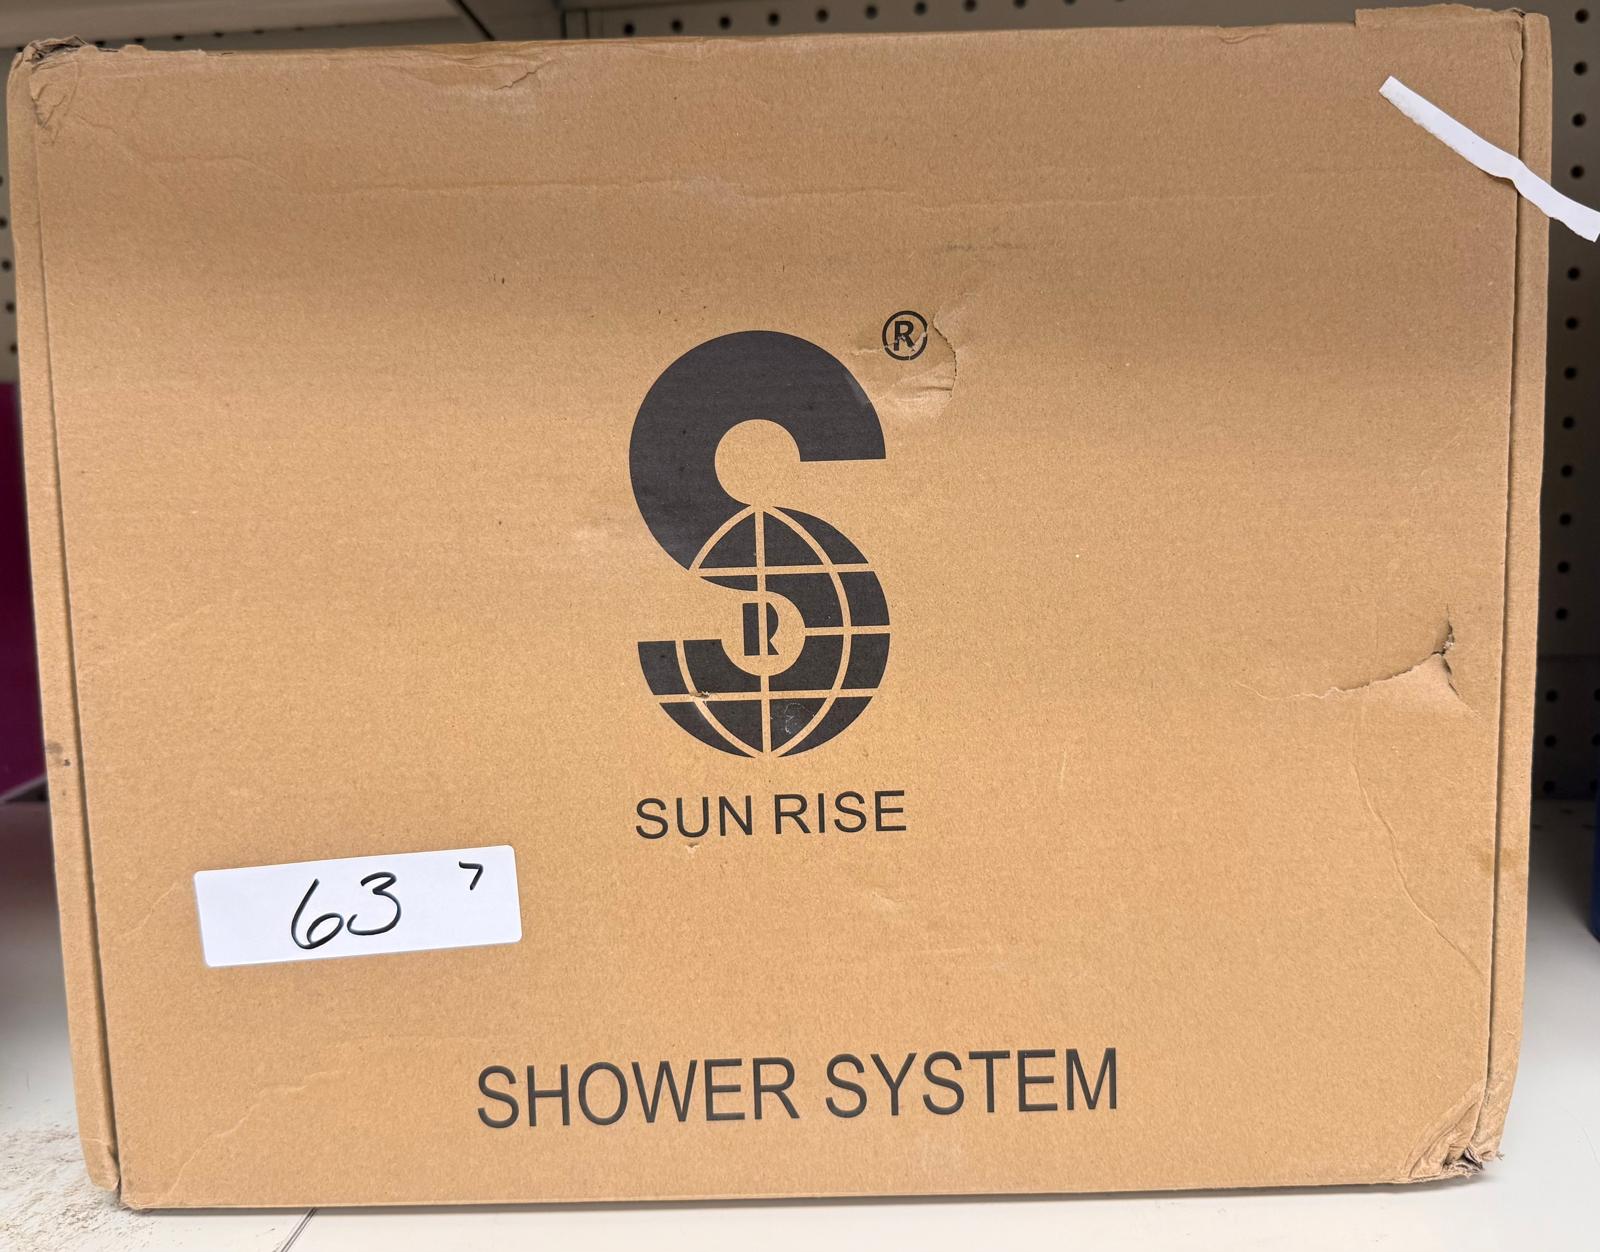 ®
R
SUN RISE
63 7
SHOWER SYSTEM